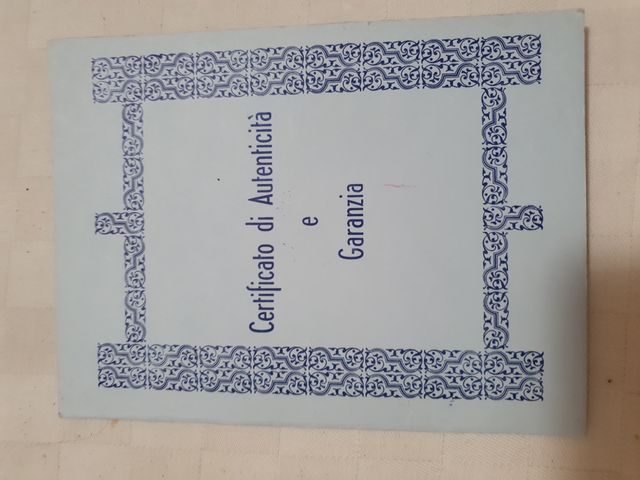 Certificato di Autenticità
e
Garanzia